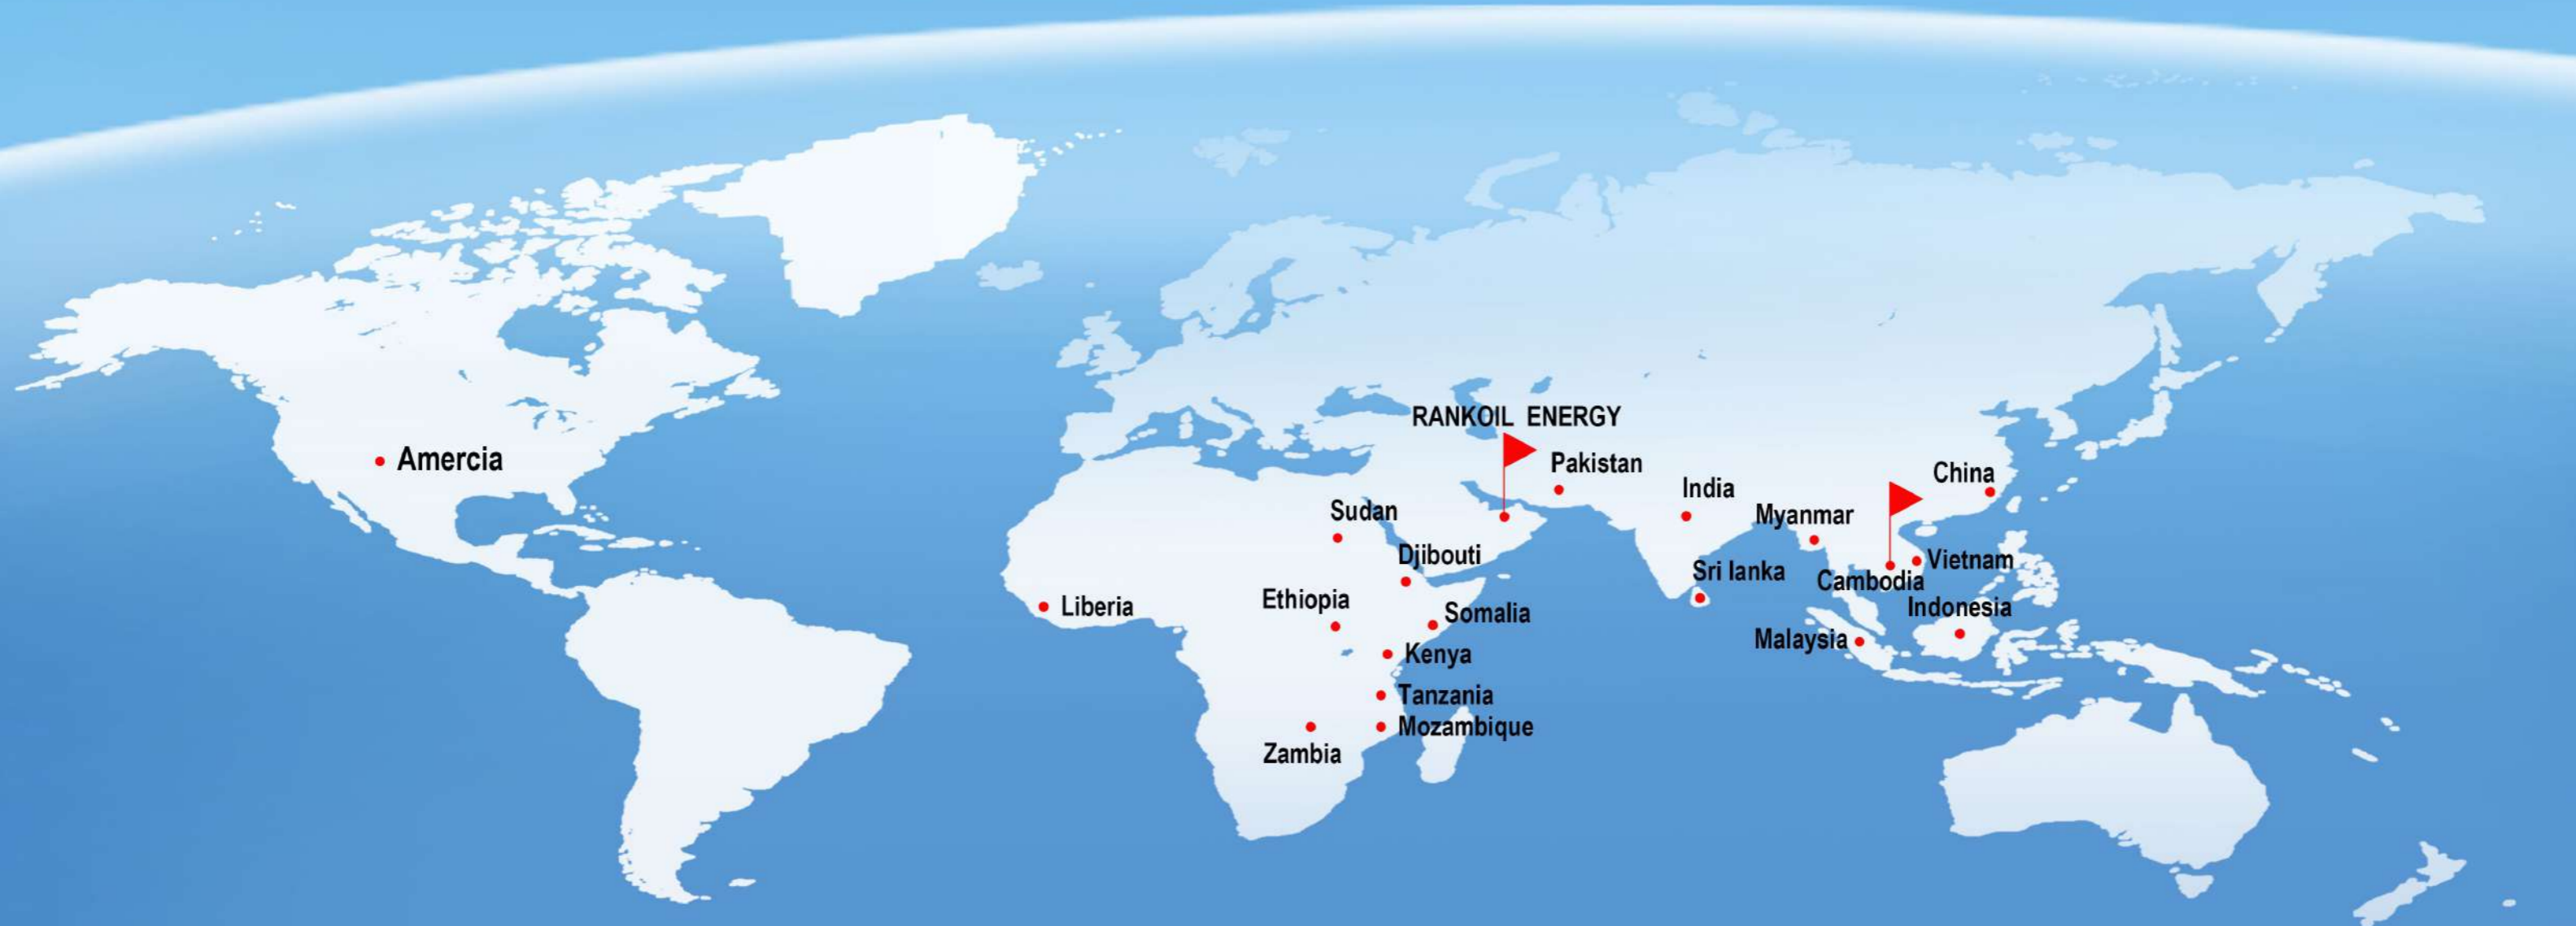 RANKOIL ENERGY
Amercia
Pakistan
China
India
Sudan
Myanmar
Djibouti
Vietnam
Sri lanka
Cambodia
Ethiopia
Liberia
Indonesia
Somalia
Malaysia
Kenya
Tanzania
Mozambique
Zambia